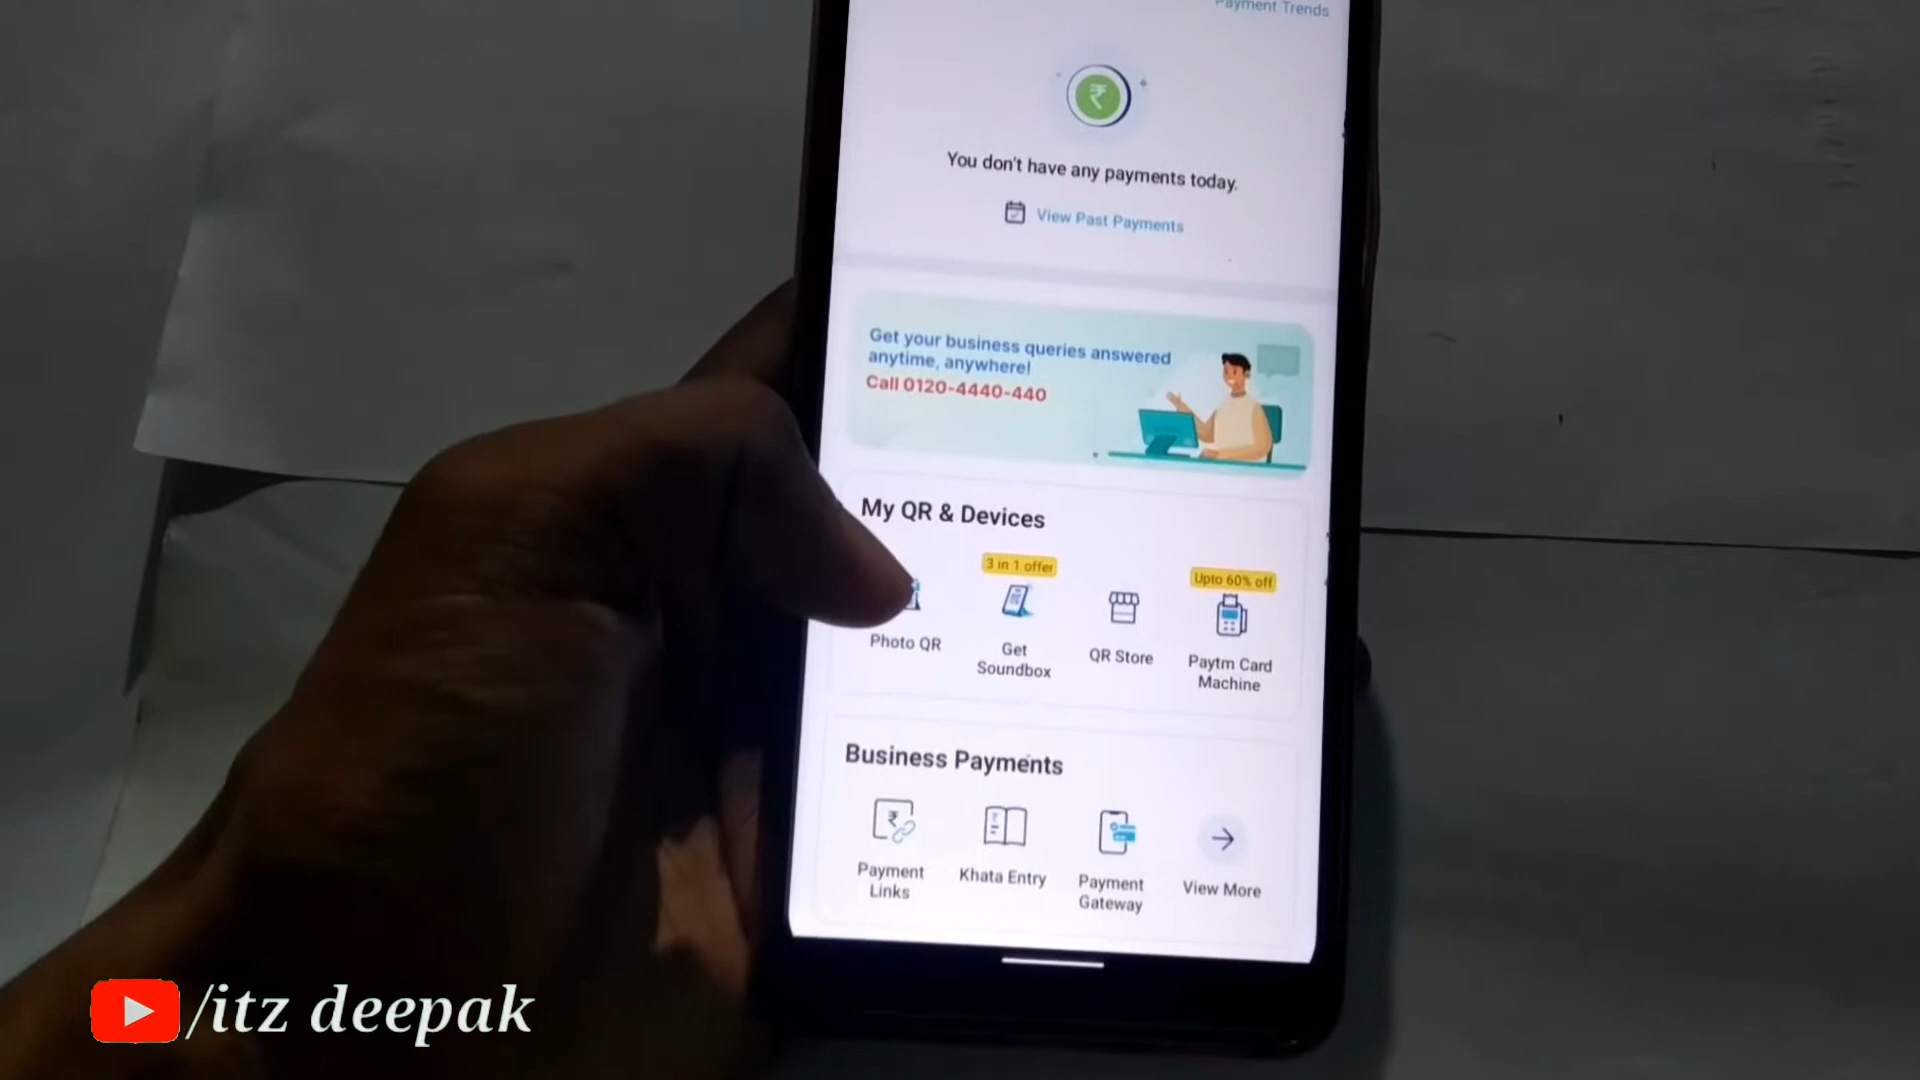 Payment Trends
You don't have any payments today.
View Past Payments
Get your business queries answered
anytime, anywhere!
Call 0120-4440-440
My QR & Devices
3 in 1 offer
Upto 60% off
Photo QR
Get
Soundbox
QR Store
Paytm Card
Machine
Business Payments
Payment
Links
Khata Entry
Payment
Gateway
View More
/itz deepak